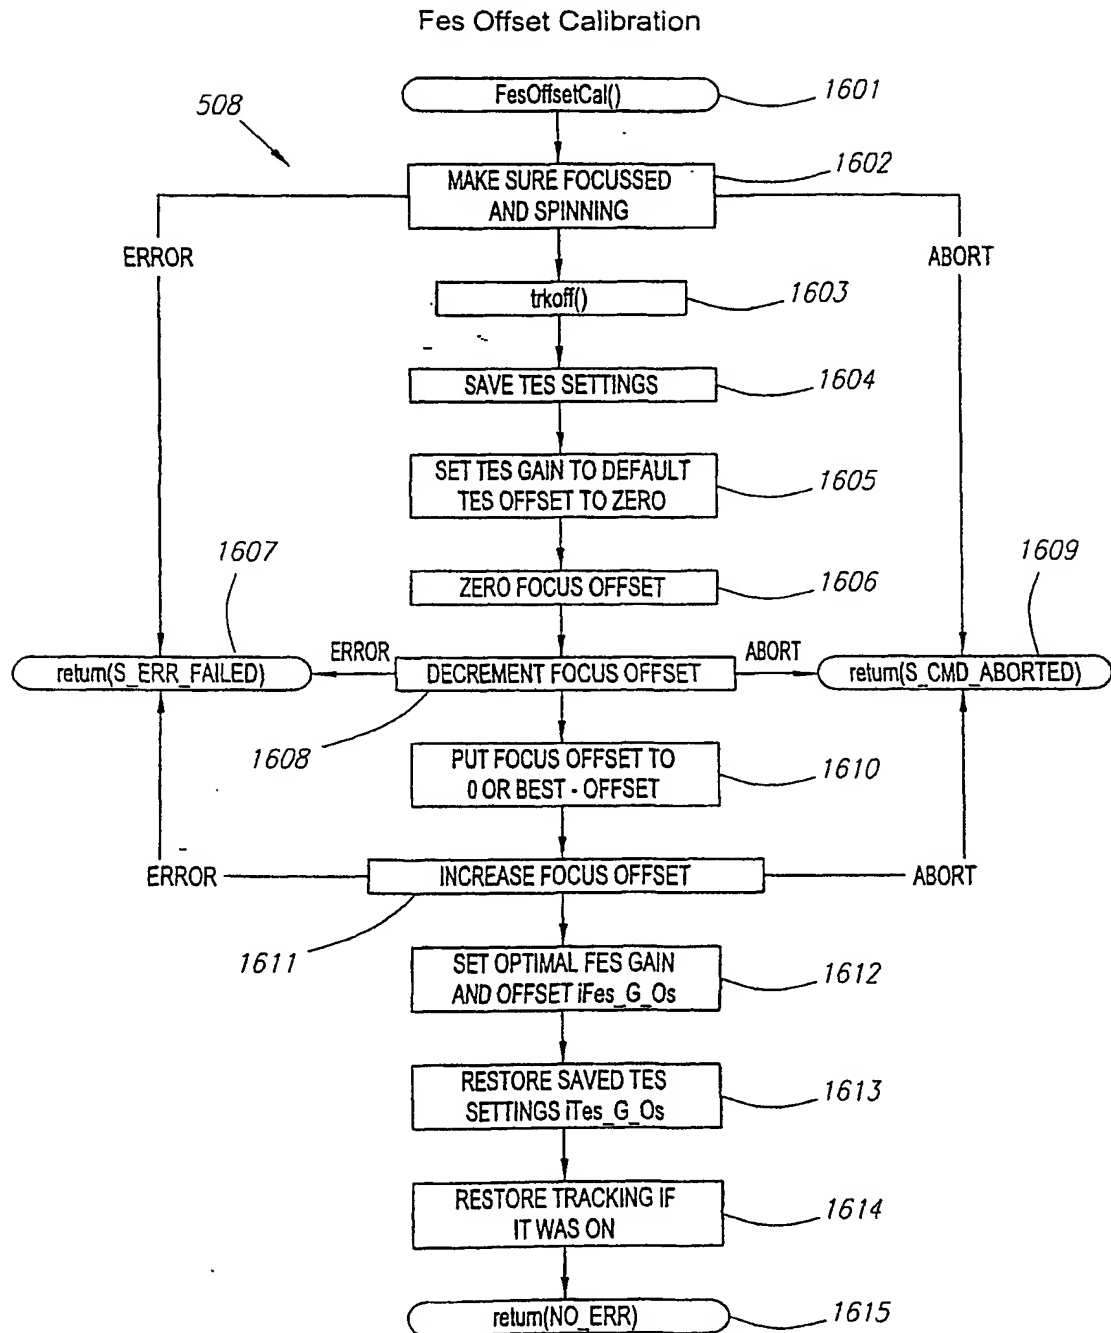 Fes Offset Calibration
FesOffsetCal()
1601
508
MAKE SURE FOCUSSED
AND SPINNING
1602
ERROR
ABORT
trkoff()
1603
SAVE TES SETTINGS
1604
SET TES GAIN TO DEFAULT
TES OFFSET TO ZERO
1605
1607
ZERO FOCUS OFFSET
1606
1609
return(S_ERR_FAILED)
ERROR
DECREMENT FOCUS OFFSET
ABORT
return(S_CMD_ABORTED)
1608
PUT FOCUS OFFSET TO
0 OR BEST - OFFSET
1610
ERROR
INCREASE FOCUS OFFSET
ABORT
1611
SET OPTIMAL FES GAIN
AND OFFSET iFes_G_Os
1612
RESTORE SAVED TES
SETTINGS iTes_G_Os
1613
RESTORE TRACKING IF
IT WAS ON
1614
return(NO_ERR)
1615